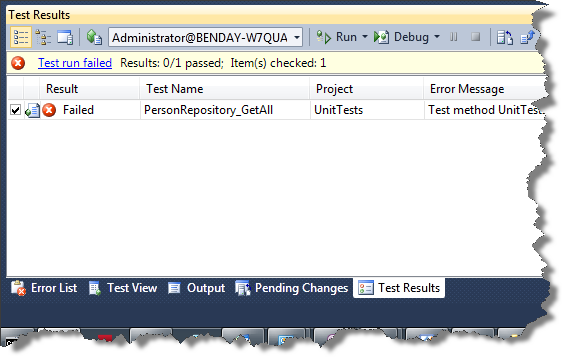 Test Results
Administrator@BENDAY-W7QUA Run Debug
Test run failed Results: 0/1 passed; Item(s) checked: 1
Result Test Name Project Error Message
Failed PersonRepository_GetAll UnitTests Test method UnitTest
Error List Test View Output Pending Changes Test Results